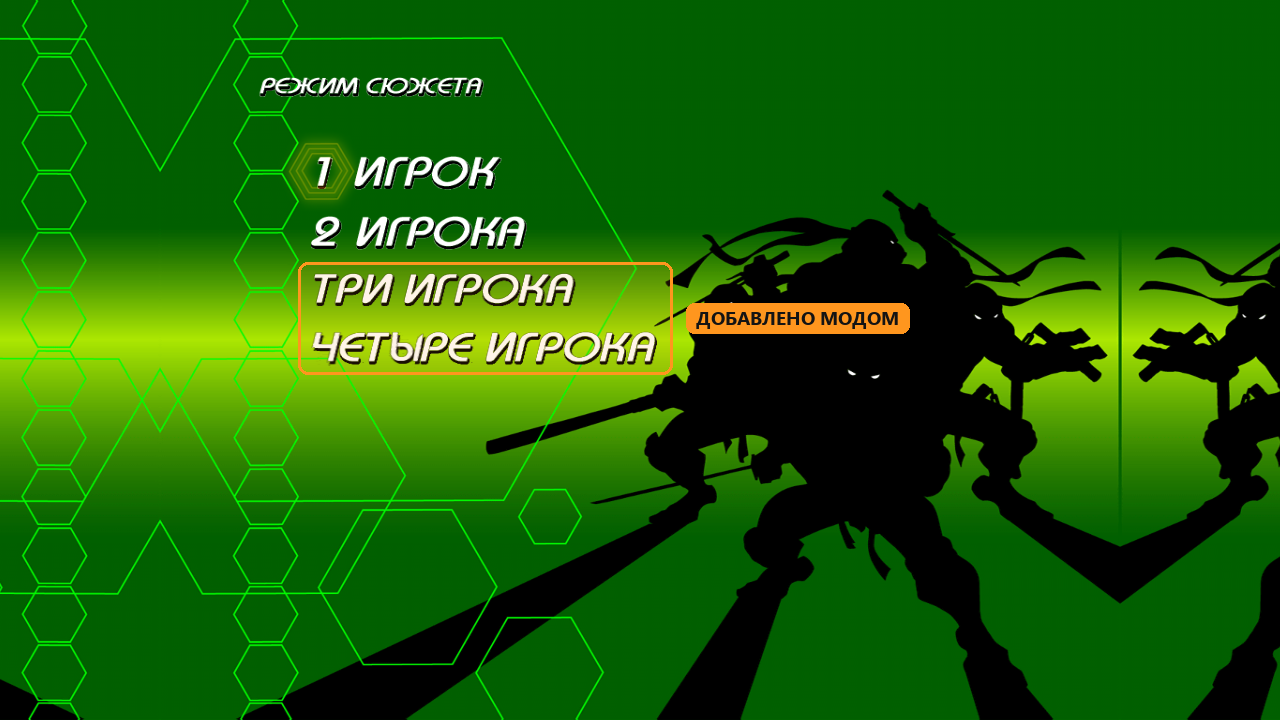 РЕЖИМ СЮЖЕТА
1 ИГРОК
2 ИГРОКА
ТРИ ИГРОКА
ДОБАВЛЕНО МОДОМ
ЧЕТЫРЕ ИГРОКА